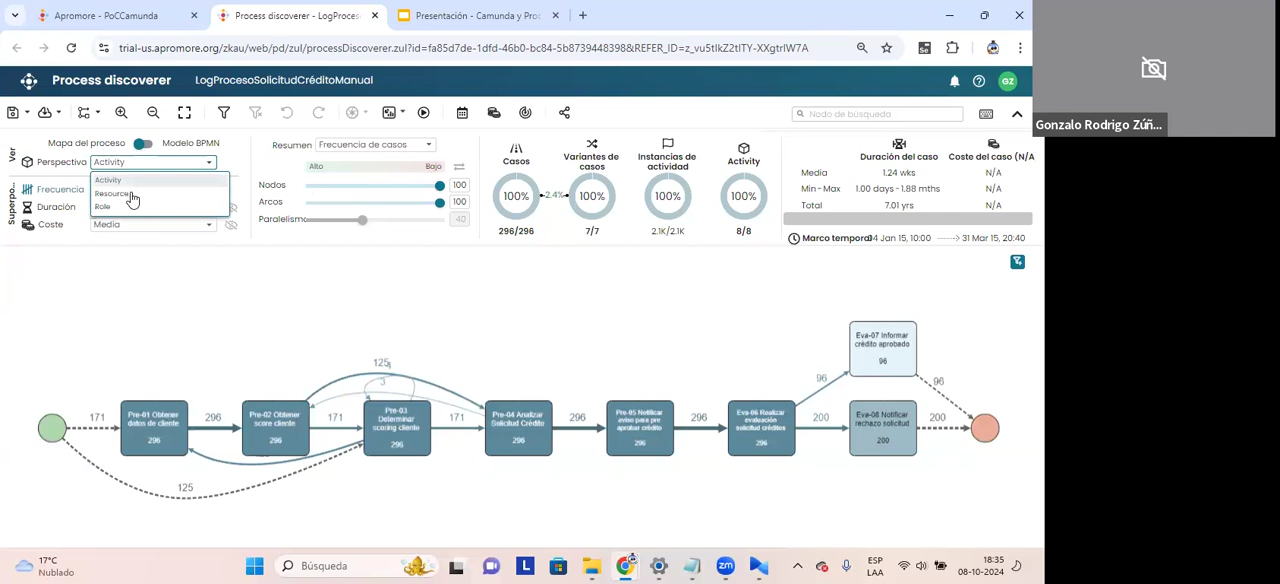 Apromore - PoCCamunda
Process discoverer - LogProces
Presentación - Camunda y Proc
trial-us.apromore.org/zkau/web/pd/zul/processDiscoverer.zul?id=fa85d7de-1dfd-46b0-bc84-5b8739448398&REFER_ID=z_vu5tIkZ2tITY-XXgtrIW7A
Process discoverer
LogProcesoSolicitudCréditoManual
GZ
Gonzalo Rodrigo Zúñ...
Nodo de búsqueda
Ver
Mapa del proceso
Modelo BPMN
Perspectiva
Activity
Activity
Resource
Role
Superpo...
Frecuencia
Duración
Coste
Media
Resumen
Frecuencia de casos
Alto
Bajo
Nodos
100
Arcos
100
Paralelismo
40
Casos
100%
296/296
-2.4%
Variantes de casos
100%
7/7
Instancias de actividad
100%
2.1K/2.1K
Activity
100%
8/8
Duración del caso
Coste del caso (N/A
Media
1.24 wks
N/A
Min-Max
1.00 days - 1.88 mths
N/A
Total
7.01 yrs
N/A
Marco temporal
04 Jan 15, 10:00
31 Mar 15, 20:40
171
Pre-01 Obtener datos de cliente
296
296
Pre-02 Obtener score cliente
296
171
125
3
Pre-03 Determinar scoring cliente
296
171
Pre-04 Analizar Solicitud Crédito
296
296
Pre-05 Notificar aviso para pre aprobar crédito
296
296
Eva-06 Realizar evaluación solicitud créditos
296
96
Eva-07 Informar crédito aprobado
96
96
200
Eva-08 Notificar rechazo solicitud
200
200
125
17°C
Nublado
Búsqueda
ESP
LAA
18:35
08-10-2024